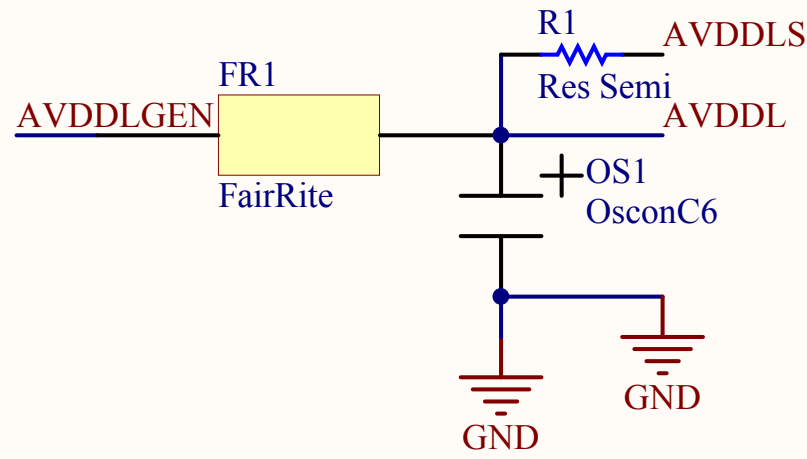 R1
AVDDLS
FR1
Res Semi
AVDDLGEN
AVDDL
FairRite
OS1
OsconC6
GND
GND